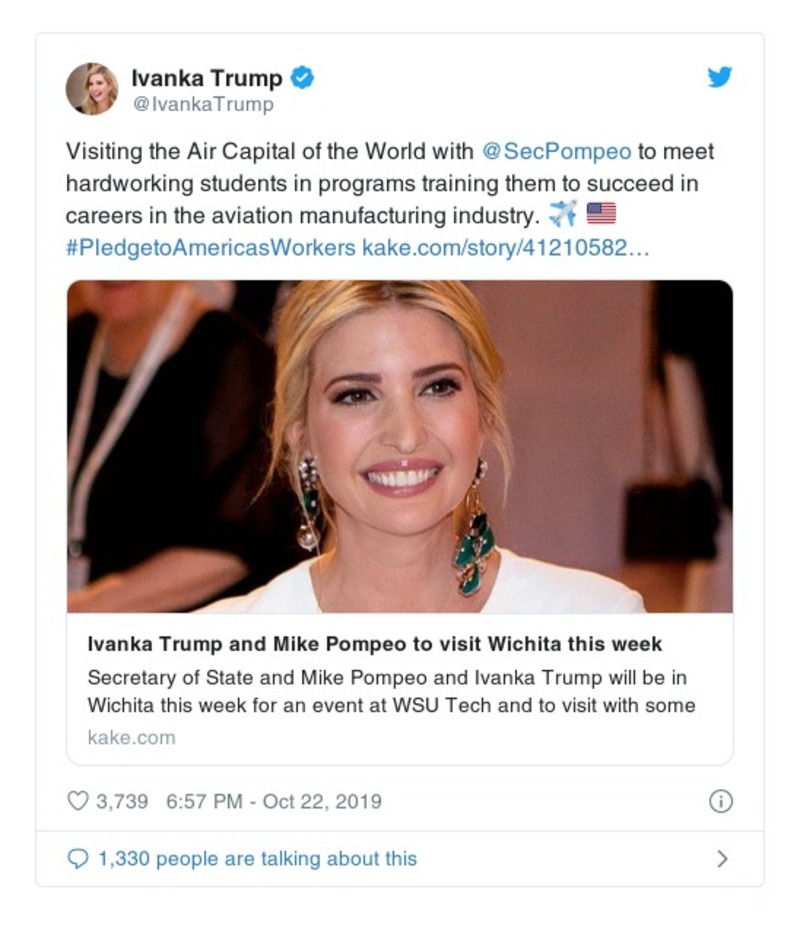 Ivanka Trump
@IvankaTrump
Visiting the Air Capital of the World with @SecPompeo to meet
hardworking students in programs training them to succeed in
careers in the aviation manufacturing industry. ✈️ 🇺🇸
#PledgetoAmericasWorkers kake.com/story/41210582…
Ivanka Trump and Mike Pompeo to visit Wichita this week
Secretary of State and Mike Pompeo and Ivanka Trump will be in
Wichita this week for an event at WSU Tech and to visit with some
kake.com
3,739 6:57 PM - Oct 22, 2019
1,330 people are talking about this